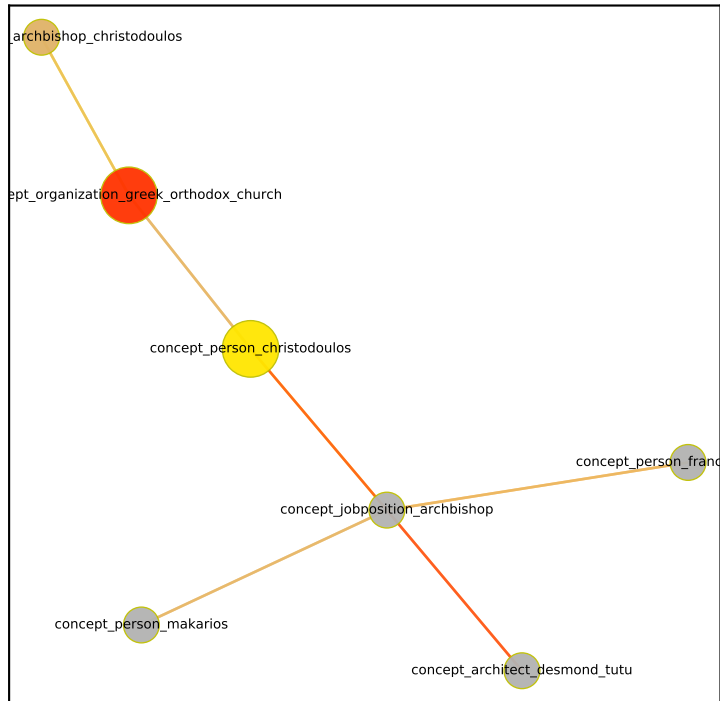 _archbishop_christodoulos
ept_organization_greek_orthodox_church
concept_person_christodoulos
concept_person_franc
concept_jobposition_archbishop
concept_person_makarios
concept_architect_desmond_tutu